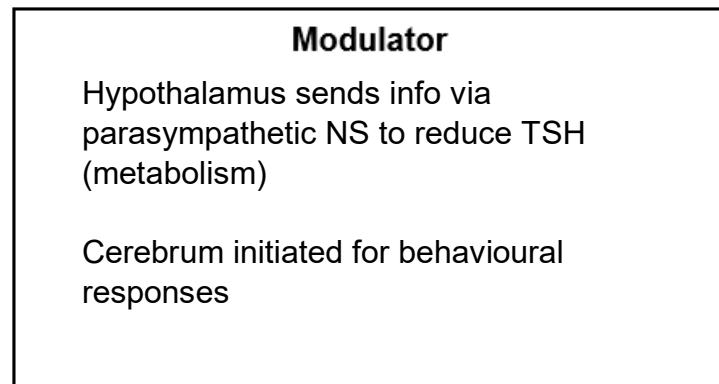 Modulator
Hypothalamus sends info via
parasympathetic NS to reduce TSH
(metabolism)
Cerebrum initiated for behavioural
responses